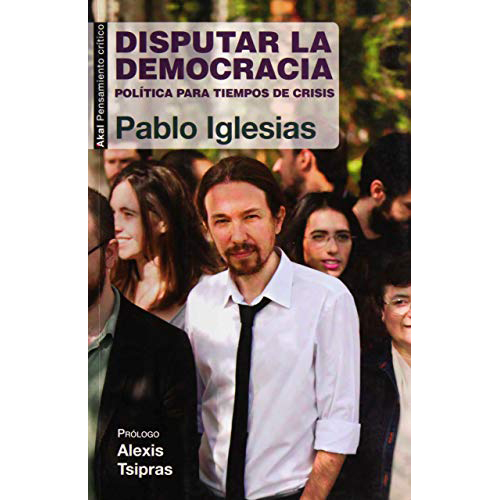 Akal Pensamiento crítico
DISPUTAR LA
DEMOCRACIA
POLÍTICA PARA TIEMPOS DE CRISIS
Pablo Iglesias
PRÓLOGO
Alexis
Tsipras